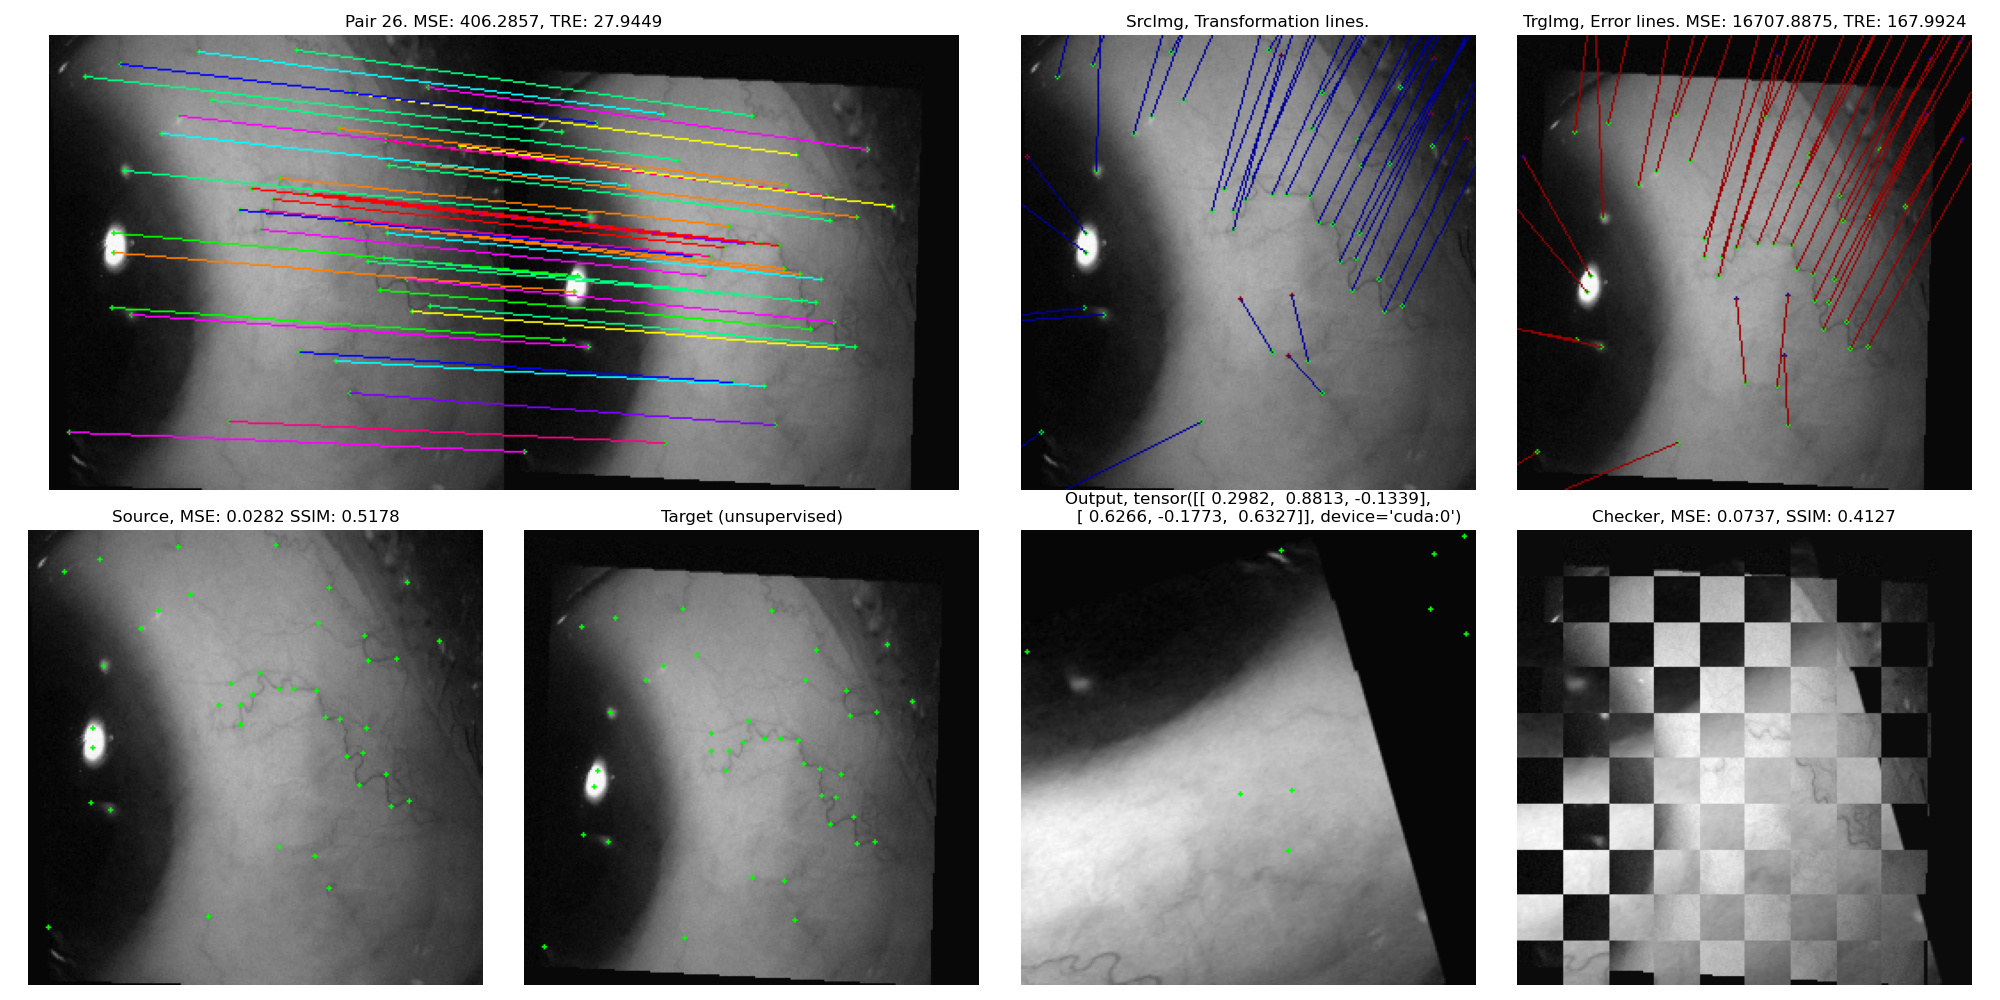 Pair 26. MSE: 406.2857, TRE: 27.9449
SrcImg, Transformation lines.
TrgImg, Error lines. MSE: 16707.8875, TRE: 167.9924
Source, MSE: 0.0282 SSIM: 0.5178
Target (unsupervised)
Output, tensor([[ 0.2982, 0.8813, -0.1339],
[ 0.6266, -0.1773, 0.6327]], device='cuda:0')
Checker, MSE: 0.0737, SSIM: 0.4127